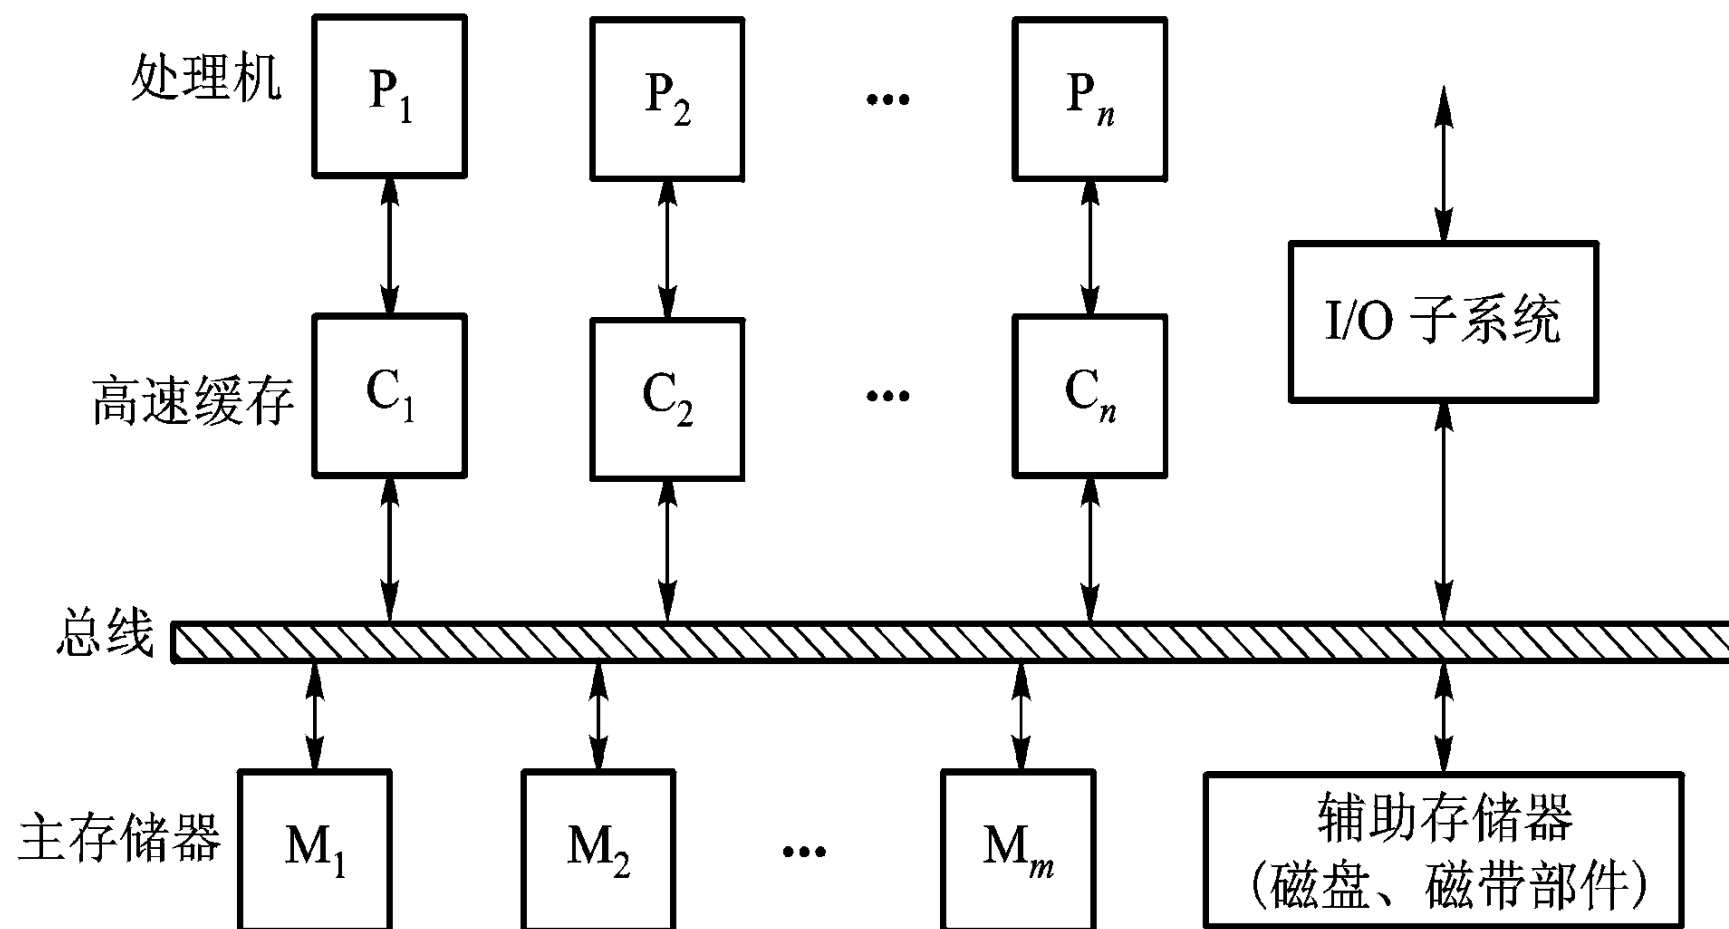 处理机 P1 P2 ... Pn
I/O 子系统
高速缓存 C1 C2 ... Cn
总线
主存储器 M1 M2 ... Mm
辅助存储器
(磁盘、磁带部件)